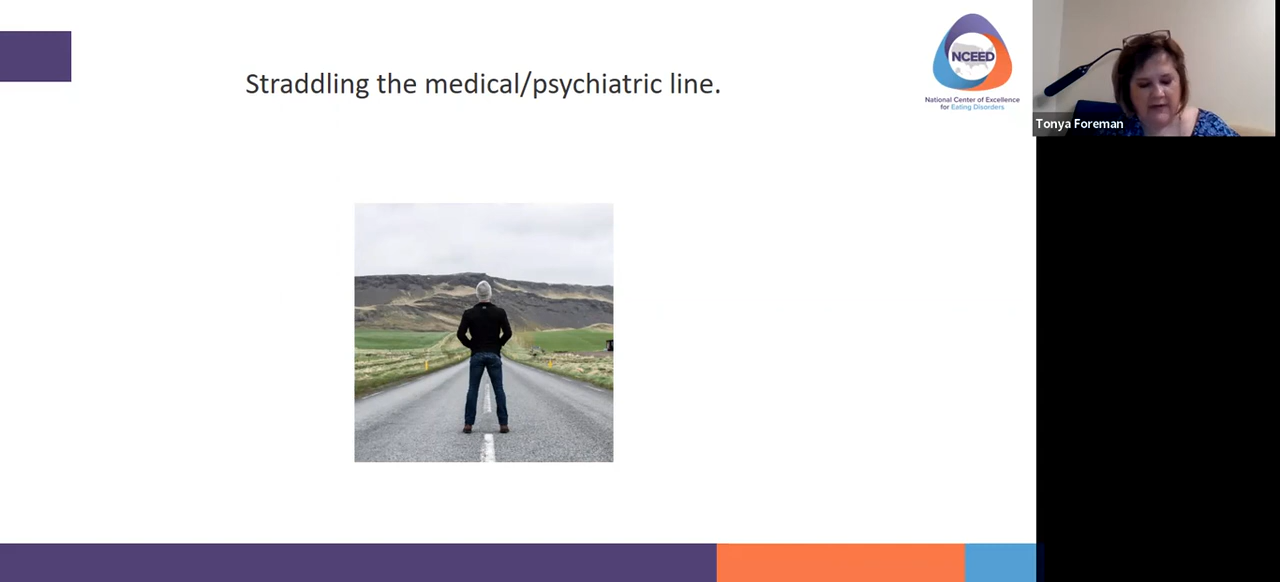 Straddling the medical/psychiatric line.
NCEED
National Center of Excellence
for Eating Disorders
Tonya Foreman